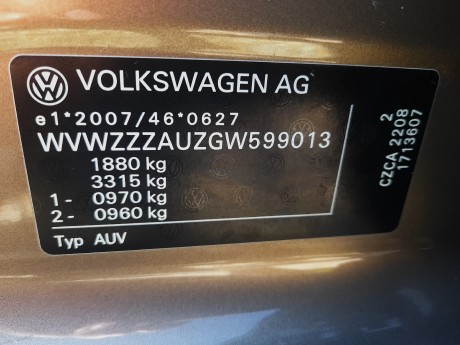 VOLKSWAGEN AG
e1*2007/46*0627
WVWZZZAUZGW599013
1880 kg
3315 kg
1- 0970 kg
2- 0960 kg
Typ AUV
2
CZCA 2208
1713607